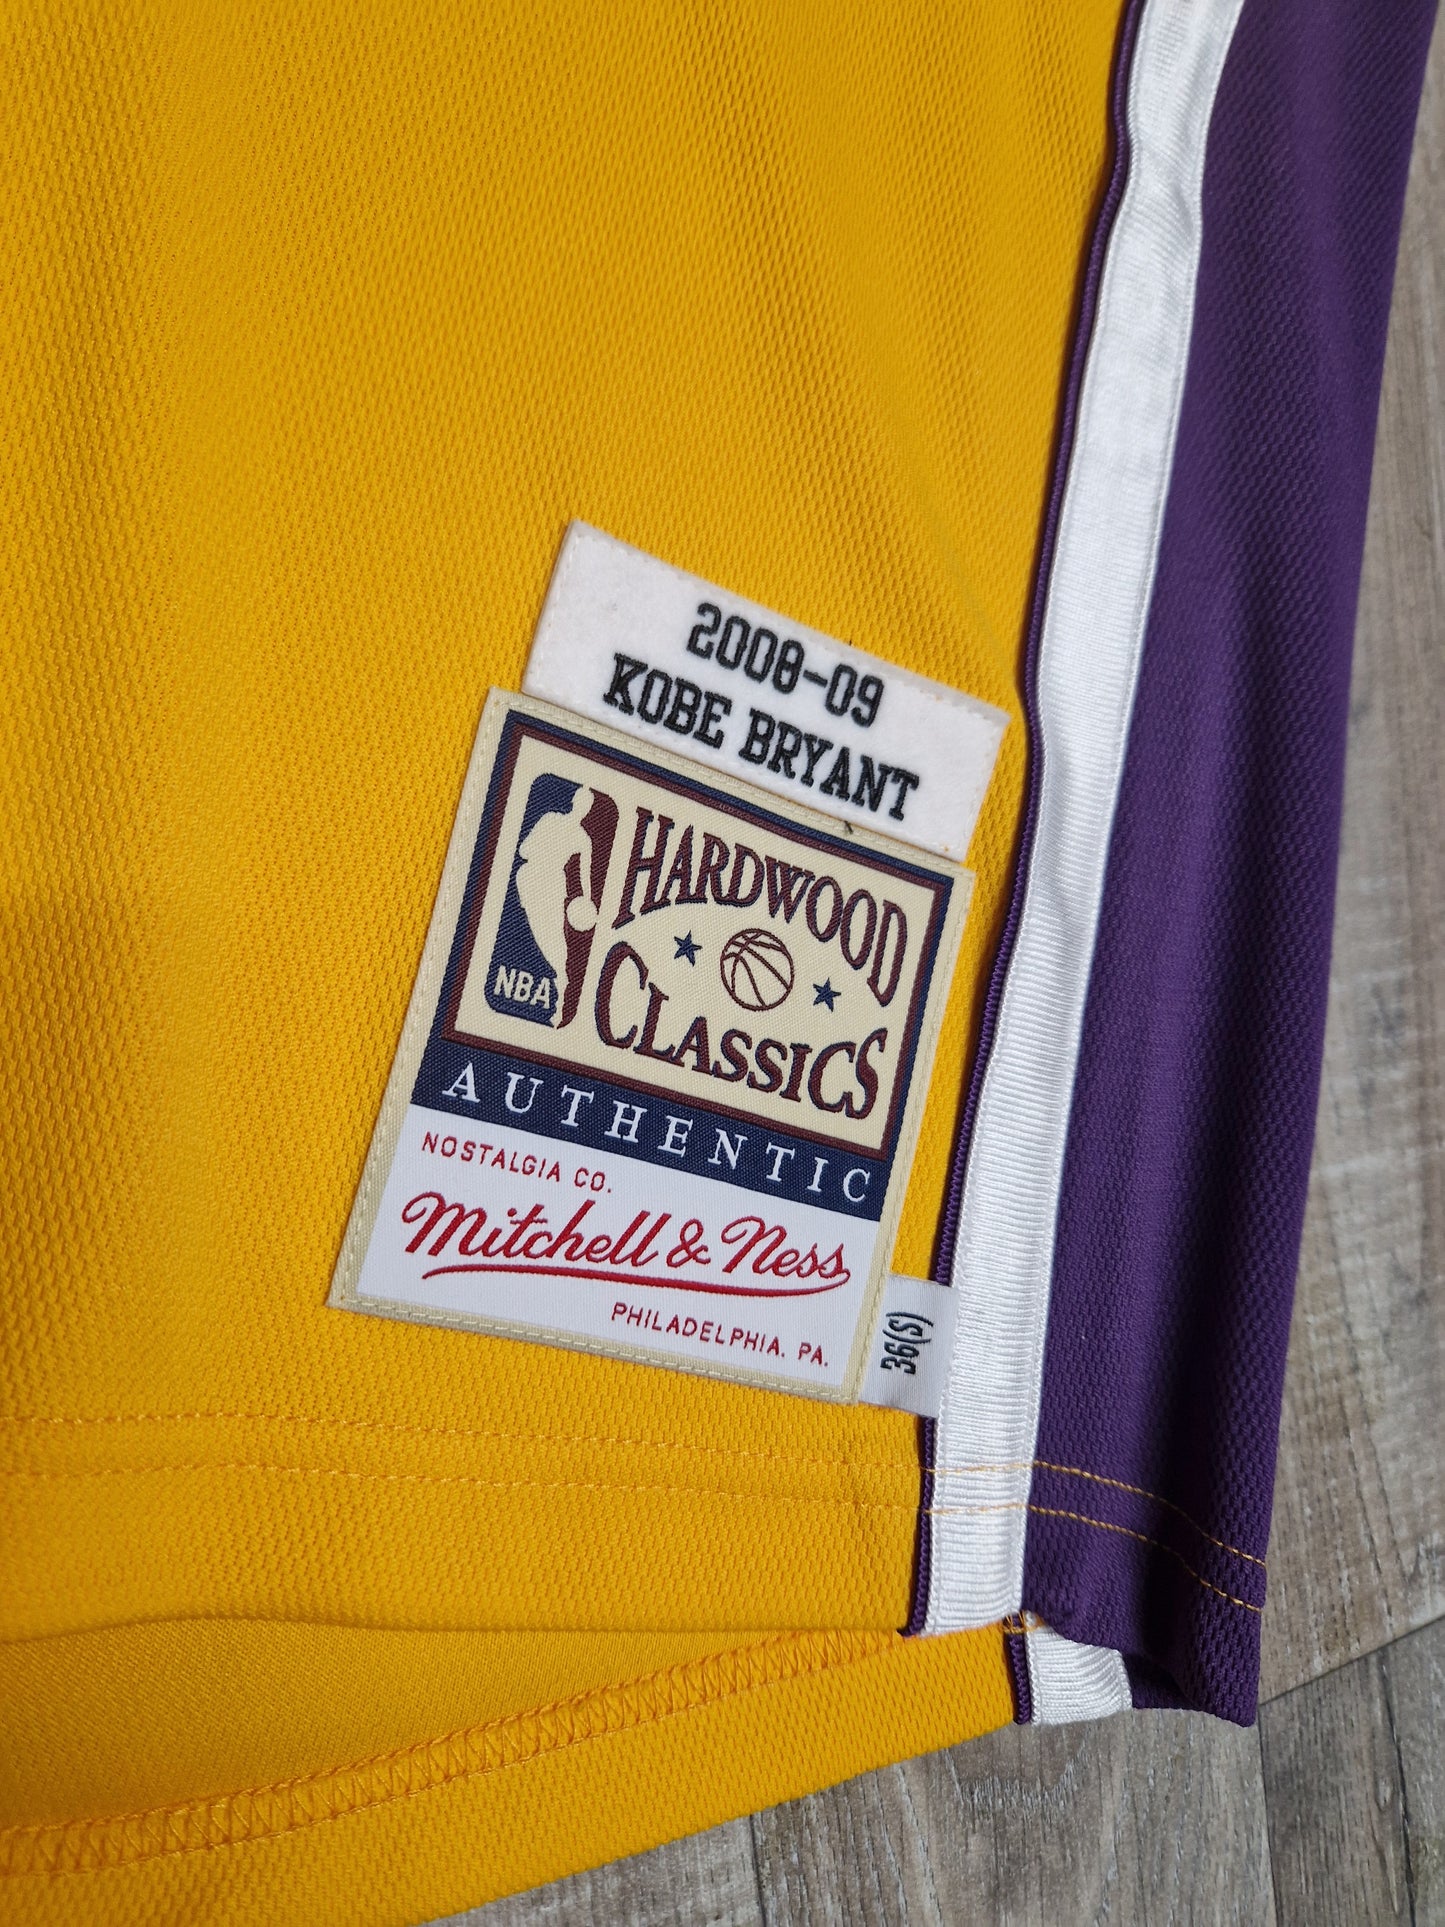 2008-09
KOBE BRYANT
HARDWOOD
CLASSICS
NBA
AUTHENTIC
NOSTALGIA CO.
Mitchell & Ness
PHILADELPHIA, PA.
36(S)